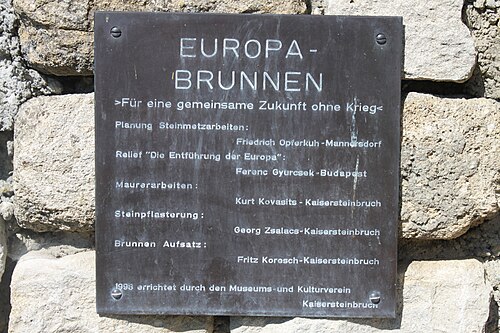 EUROPA-
BRUNNEN
>Für eine gemeinsame Zukunft ohne Krieg<
Planung Steinmetzarbeiten:
Friedrich Opferkuh-Mannersdorf
Relief "Die Entführung der Europa":
Ferenc Gyurcsek-Budapest
Maurerarbeiten:
Kurt Kovasits-Kaisersteinbruch
Steinpflasterung:
Georg Zsalacs-Kaisersteinbruch
Brunnen Aufsatz:
Fritz Korosch-Kaisersteinbruch
errichtet durch den Museums-und Kulturverein
Kaisersteinbruch